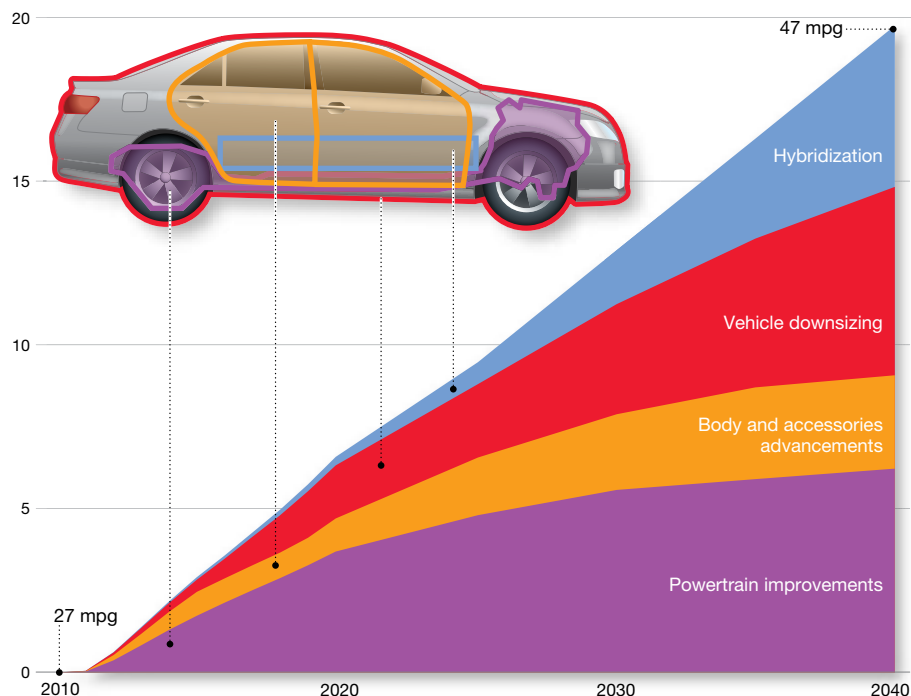 20
47 mpg
Hybridization
15
Vehicle downsizing
10
Body and accessories
advancements
5
Powertrain improvements
27 mpg
0
2010
2020
2030
2040